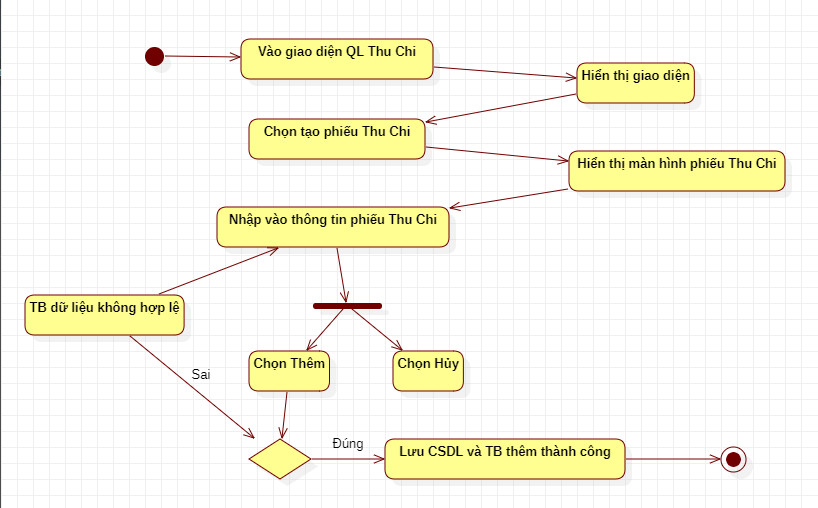 Vào giao diện QL Thu Chi
Hiển thị giao diện
Chọn tạo phiếu Thu Chi
Hiển thị màn hình phiếu Thu Chi
Nhập vào thông tin phiếu Thu Chi
TB dữ liệu không hợp lệ
Chọn Thêm
Chọn Hủy
Sai
Đúng
Lưu CSDL và TB thêm thành công